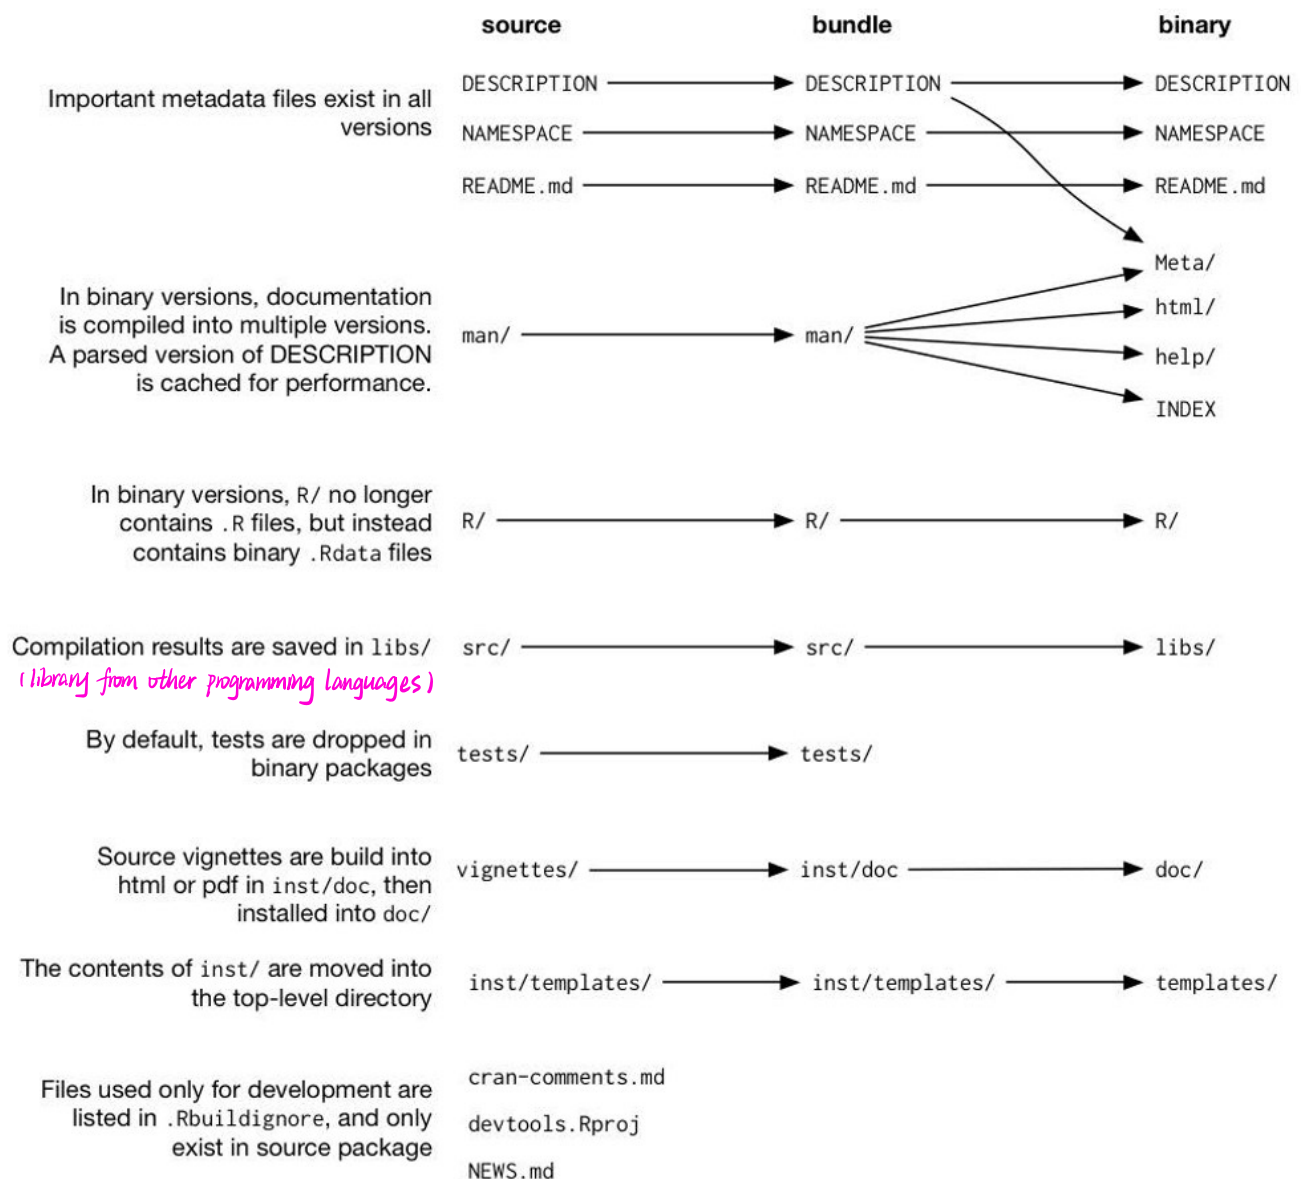 source bundle binary
Important metadata files exist in all
versions
DESCRIPTION DESCRIPTION DESCRIPTION
NAMESPACE NAMESPACE NAMESPACE
README.md README.md README.md
In binary versions, documentation
is compiled into multiple versions.
A parsed version of DESCRIPTION
is cached for performance.
man/ man/
Meta/
html/
help/
INDEX
In binary versions, R/ no longer
contains .R files, but instead
contains binary .Rdata files
R/ R/ R/
Compilation results are saved in libs/
(library from other programming languages)
src/ src/ libs/
By default, tests are dropped in
binary packages
tests/ tests/
Source vignettes are build into
html or pdf in inst/doc, then
installed into doc/
vignettes/ inst/doc doc/
The contents of inst/ are moved into
the top-level directory
inst/templates/ inst/templates/ templates/
Files used only for development are
listed in .Rbuildignore, and only
exist in source package
cran-comments.md
devtools.Rproj
NEWS.md